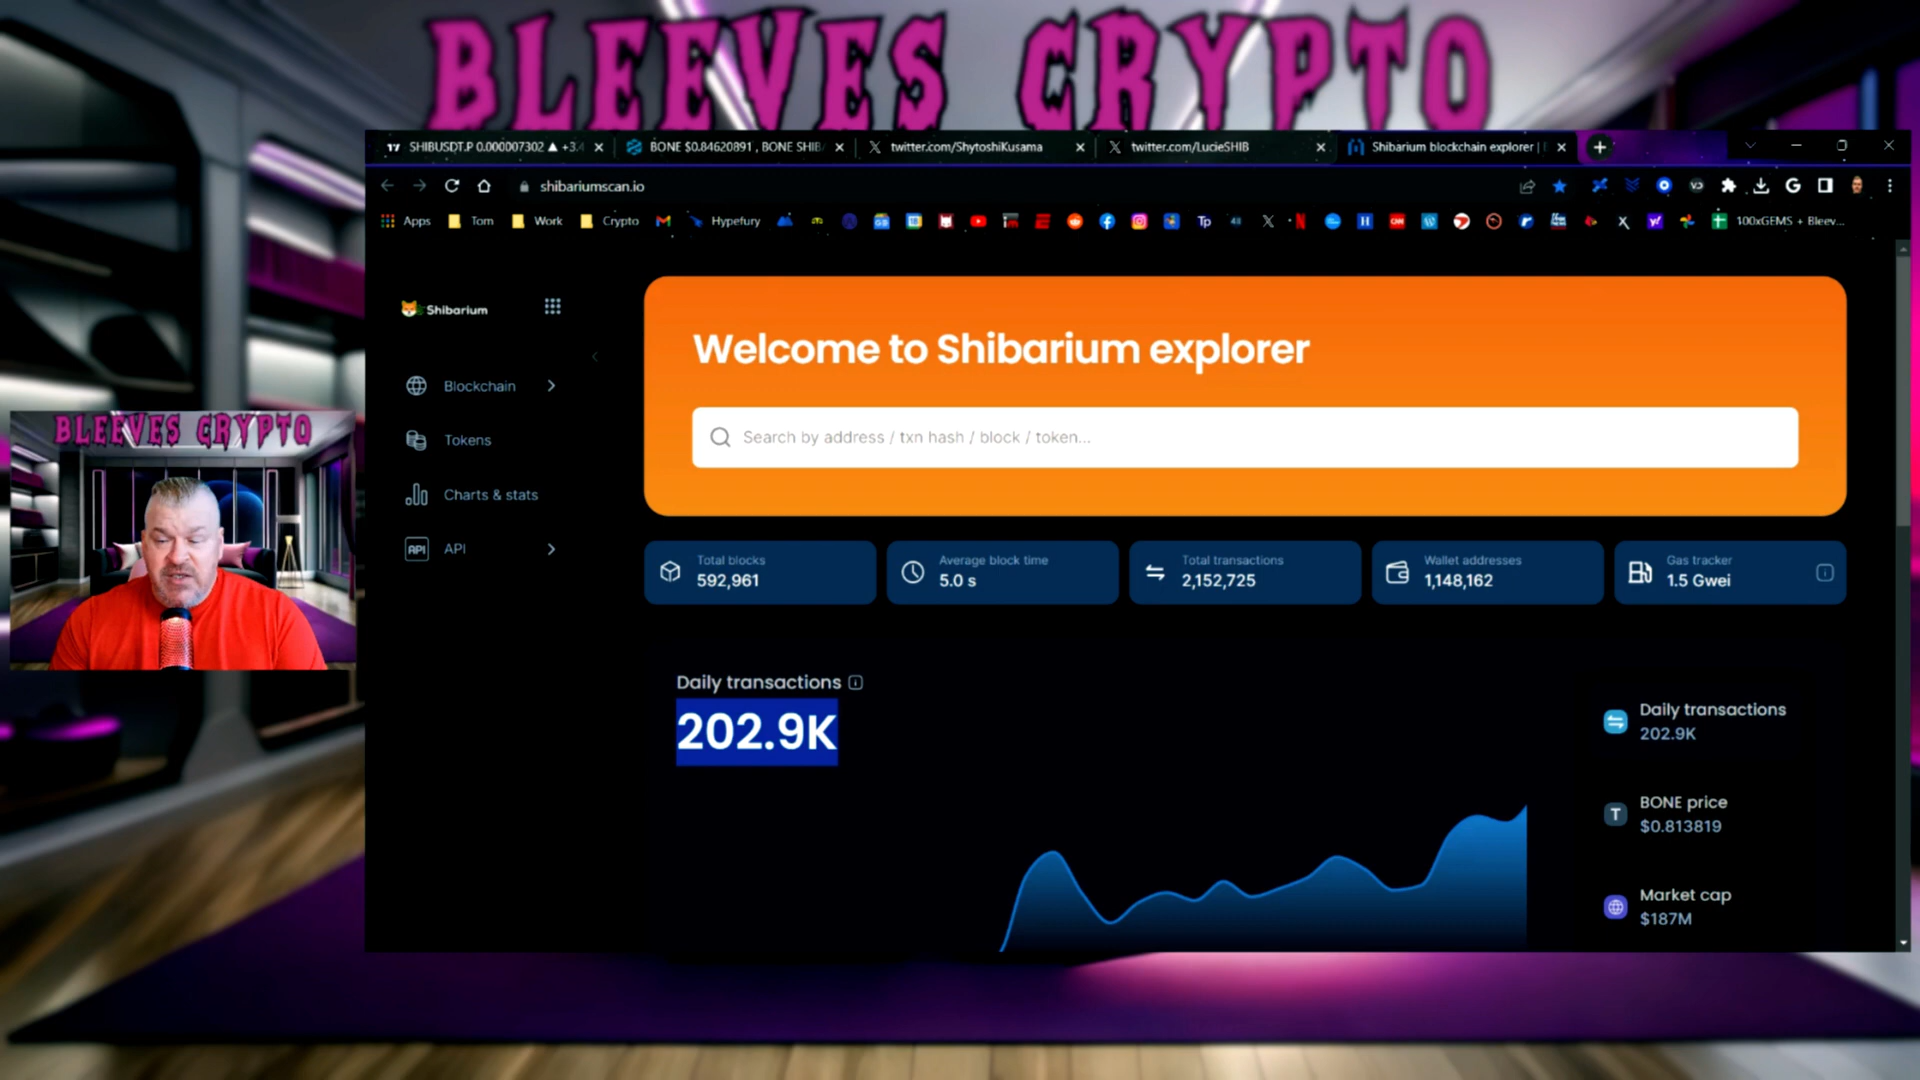 BLEEVES CRYPTO
SHIBUSDT.P 0.000007302 ▲ +3.4
BONE $0.84620891 , BONE SHIB/
twitter.com/ShytoshiKusama
twitter.com/LucieSHIB
Shibarium blockchain explorer |
shibariumscan.io
Apps
Tom
Work
Crypto
Hypefury
Tp
100xGEMS + Bleev...
Shibarium
Blockchain
Tokens
Charts & stats
API
API
Welcome to Shibarium explorer
Search by address / txn hash / block / token...
Total blocks
592,961
Average block time
5.0 s
Total transactions
2,152,725
Wallet addresses
1,148,162
Gas tracker
1.5 Gwei
Daily transactions
202.9K
Daily transactions
202.9K
BONE price
$0.813819
Market cap
$187M
BLEEVES CRYPTO